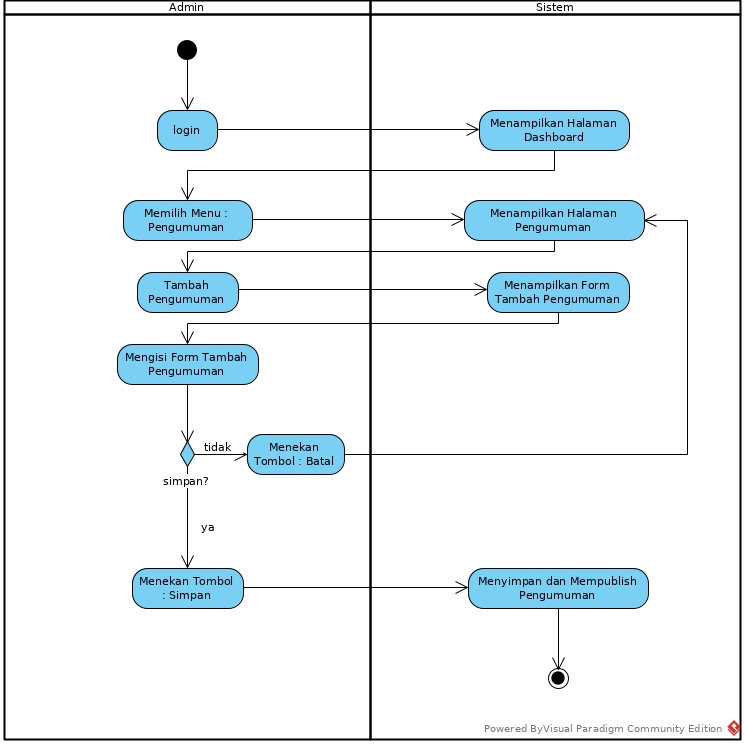 Admin
Sistem
login
Menampilkan Halaman
Dashboard
Memilih Menu :
Pengumuman
Menampilkan Halaman
Pengumuman
Tambah
Pengumuman
Menampilkan Form
Tambah Pengumuman
Mengisi Form Tambah
Pengumuman
tidak
Menekan
Tombol : Batal
simpan?
ya
Menekan Tombol
: Simpan
Menyimpan dan Mempublish
Pengumuman
Powered ByVisual Paradigm Community Edition